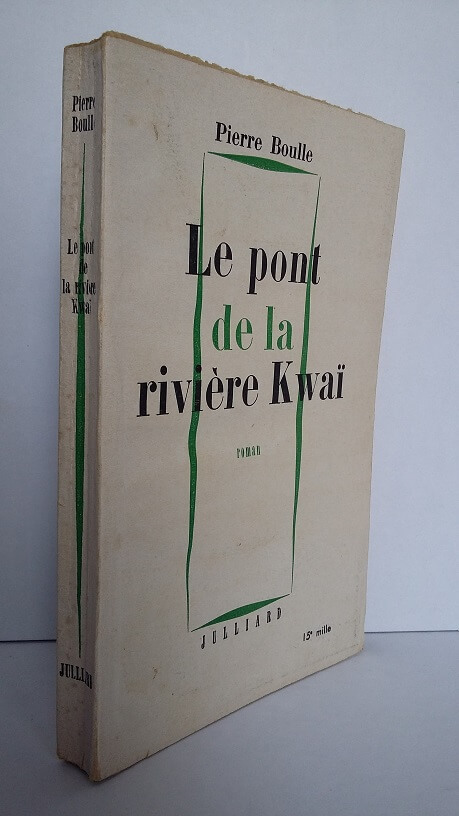 Pierre
Boulle
Le pont
de
la rivière
Kwaï
Pierre Boulle
Le pont
de la
rivière Kwaï
roman
JULLIARD
15e mille